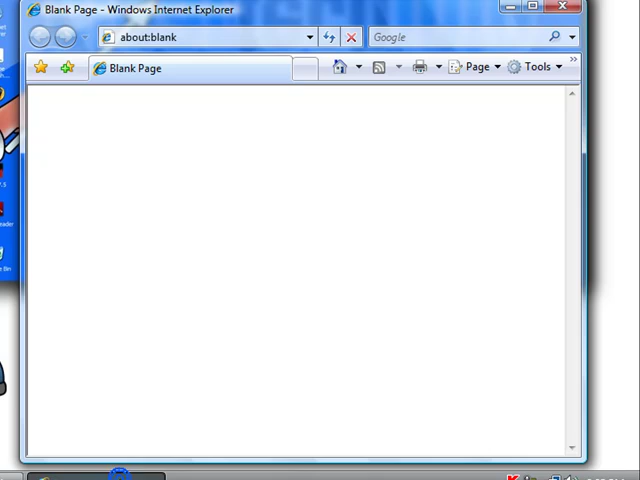 Blank Page - Windows Internet Explorer
about:blank
Google
Blank Page
Page
Tools